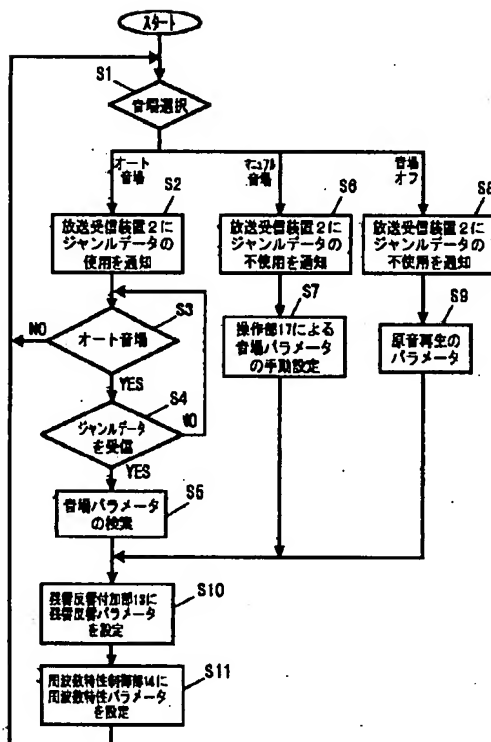 スタート
S1
音場選択
オート
音場
マニュアル
音場
音場
オフ
S2
放送受信装置2に
ジャンルデータの
使用を通知
S6
放送受信装置2に
ジャンルデータの
不使用を通知
S8
放送受信装置2に
ジャンルデータの
不使用を通知
S3
オート音場
NO
YES
S7
操作部17による
音場パラメータ
の手動設定
S9
原音再生の
パラメータ
S4
ジャンルデータ
を受信
NO
YES
S5
音場パラメータ
の検索
S10
残響反響付加部13に
残響反響パラメータ
を設定
S11
周波数特性制御部14に
周波数特性パラメータ
を設定